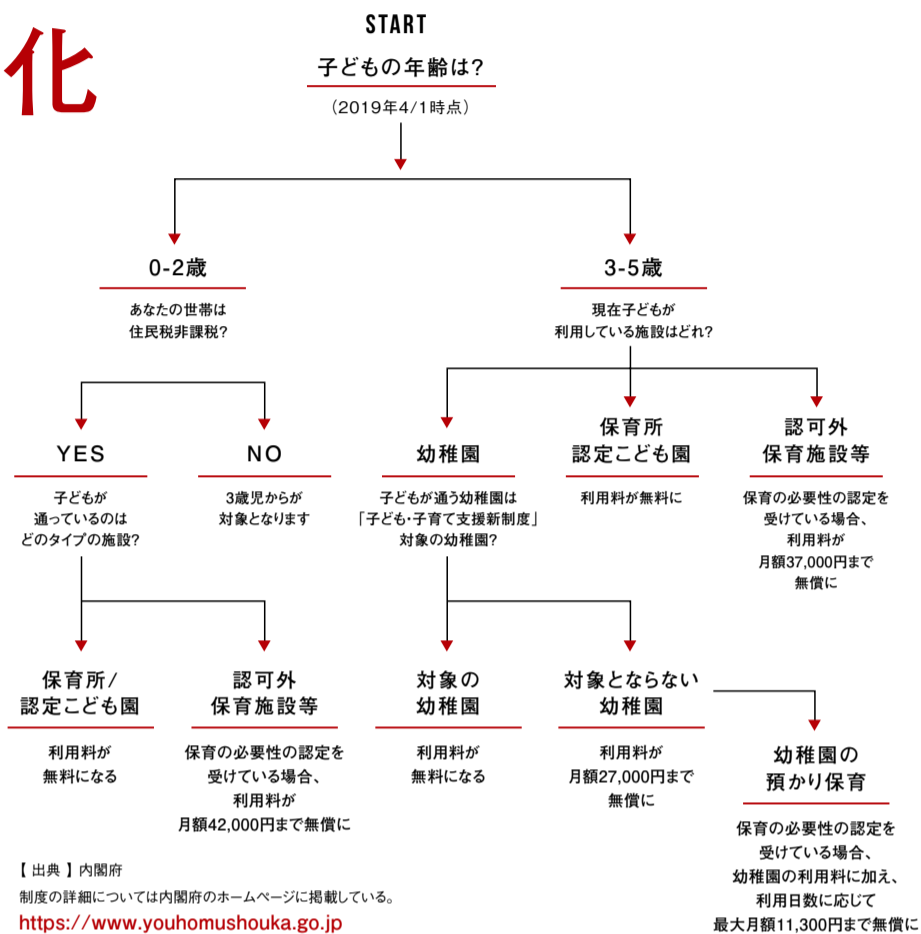 化
START
子どもの年齢は?
(2019年4/1時点)
0-2歳
あなたの世帯は
住民税非課税?
3-5歳
現在子どもが
利用している施設はどれ?
YES
子どもが
通っているのは
どのタイプの施設?
NO
3歳児からが
対象となります
幼稚園
子どもが通う幼稚園は
「子ども・子育て支援新制度」
対象の幼稚園?
保育所
認定こども園
利用料が無料に
認可外
保育施設等
保育の必要性の認定を
受けている場合、
利用料が
月額37,000円まで
無償に
保育所/
認定こども園
利用料が
無料になる
認可外
保育施設等
保育の必要性の認定を
受けている場合、
利用料が
月額42,000円まで無償に
対象の
幼稚園
利用料が
無料になる
対象とならない
幼稚園
利用料が
月額27,000円まで
無償に
幼稚園の
預かり保育
保育の必要性の認定を
受けている場合、
幼稚園の利用料に加え、
利用日数に応じて
最大月額11,300円まで無償に
【 出典 】内閣府
制度の詳細については内閣府のホームページに掲載している。
https://www.youhomushouka.go.jp